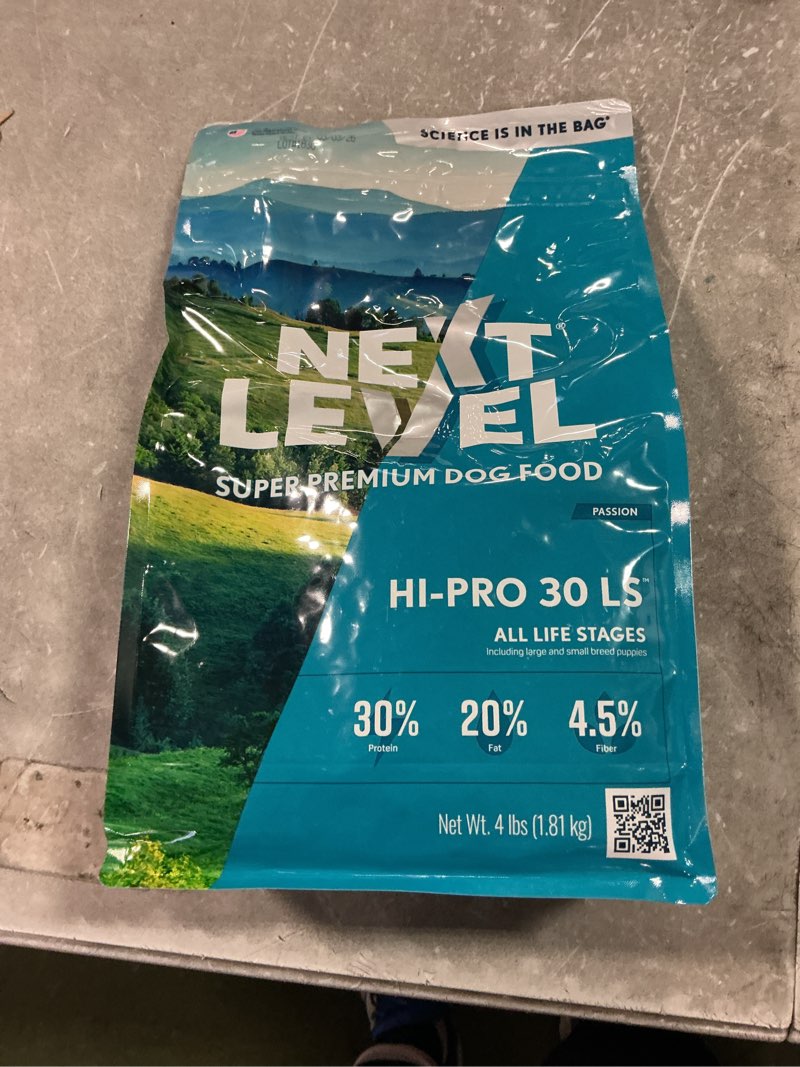 SCIENCE IS IN THE BAG®
NEXT
LEVEL®
SUPER PREMIUM DOG FOOD
PASSION
HI-PRO 30 LS™
ALL LIFE STAGES
Including large and small breed puppies
30% 20% 4.5%
Protein Fat Fiber
Net Wt. 4 lbs (1.81 kg)